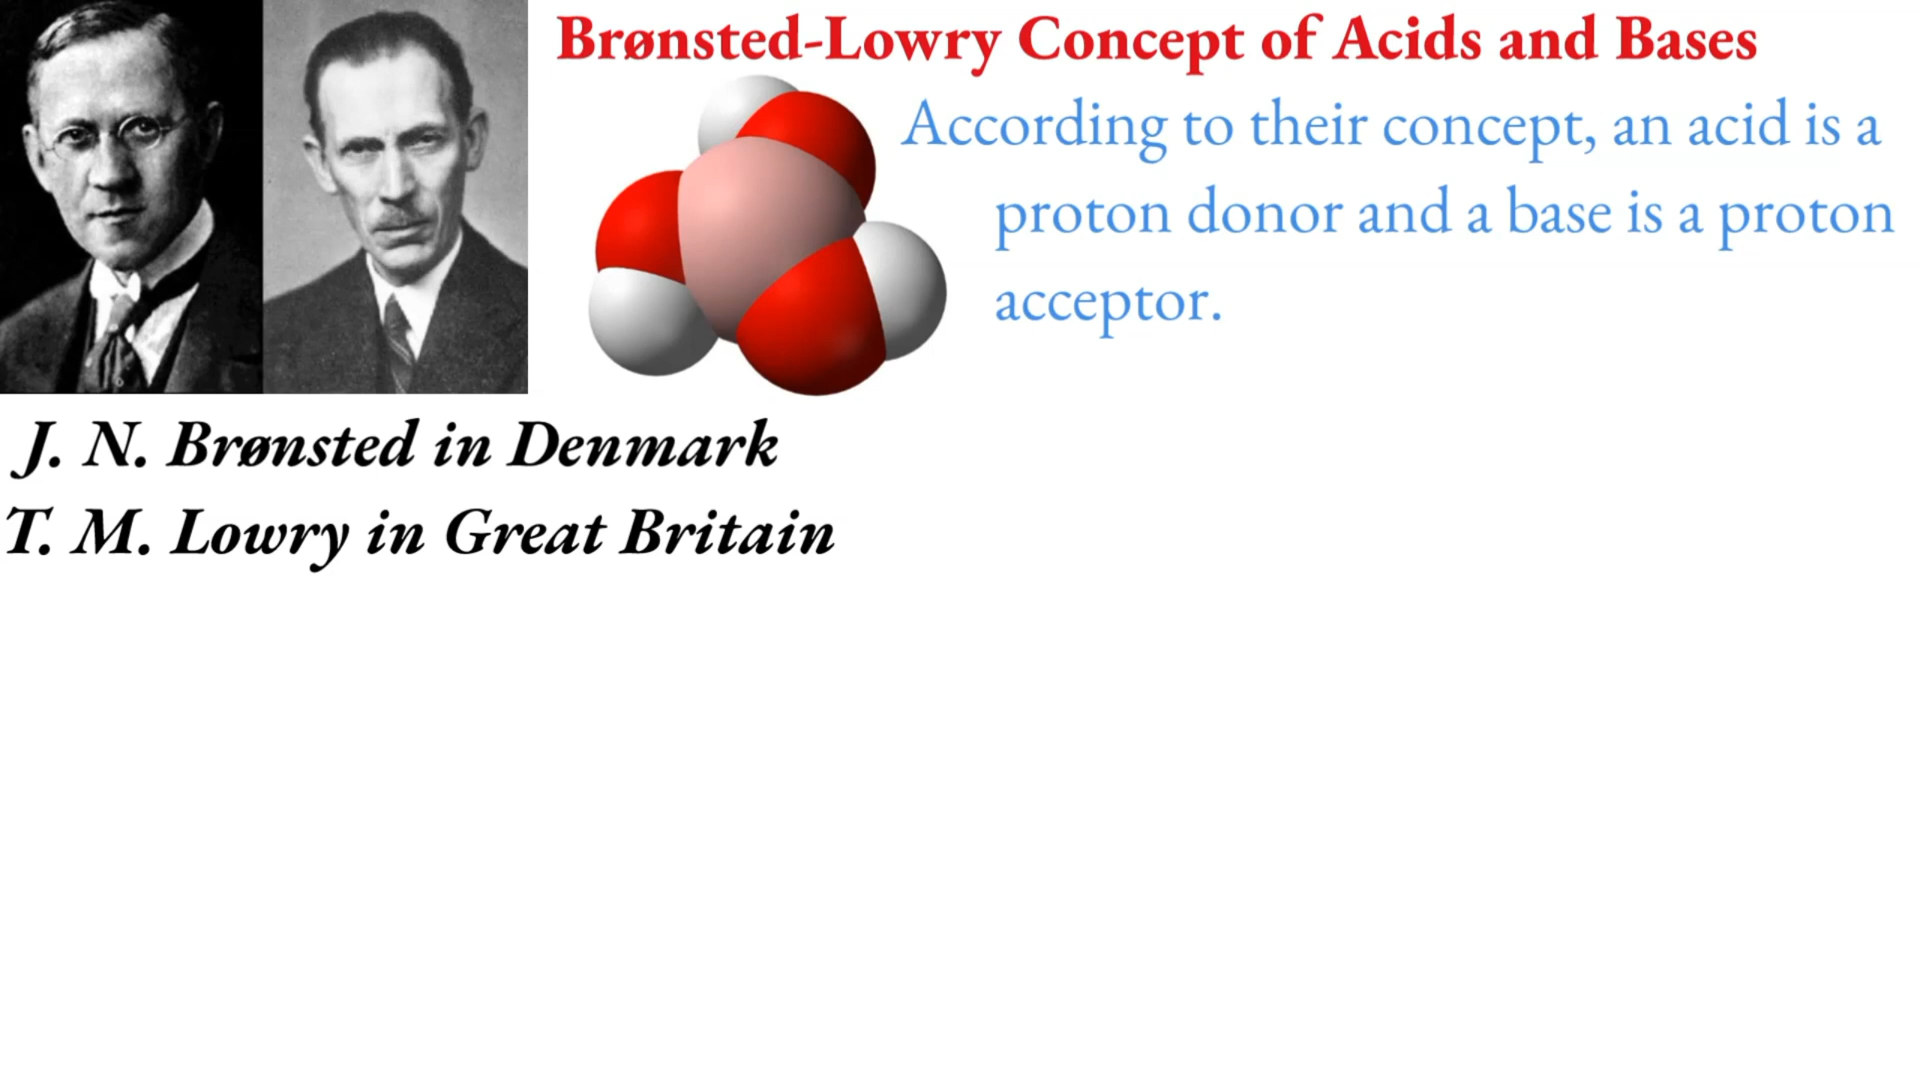 Brønsted-Lowry Concept of Acids and Bases
According to their concept, an acid is a
proton donor and a base is a proton
acceptor.
J. N. Brønsted in Denmark
T. M. Lowry in Great Britain